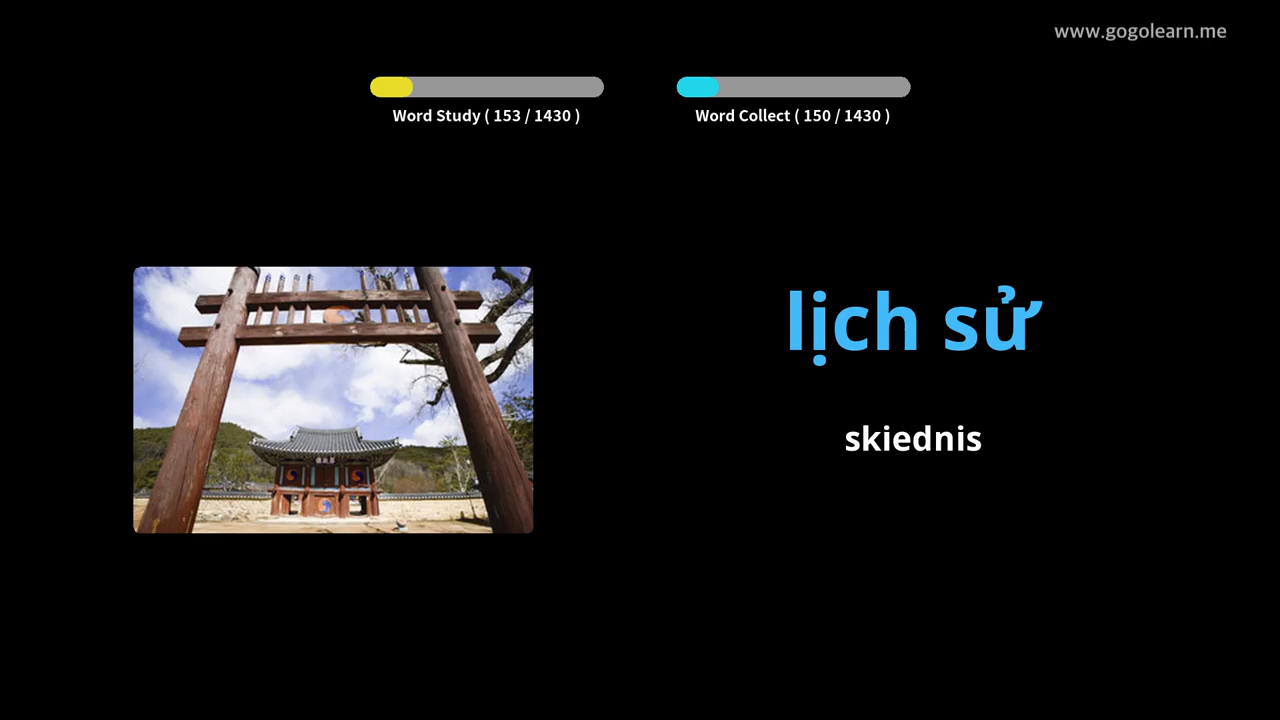 www.gogolearn.me
Word Study ( 153 / 1430 )
Word Collect ( 150 / 1430 )
lịch sử
skiednis